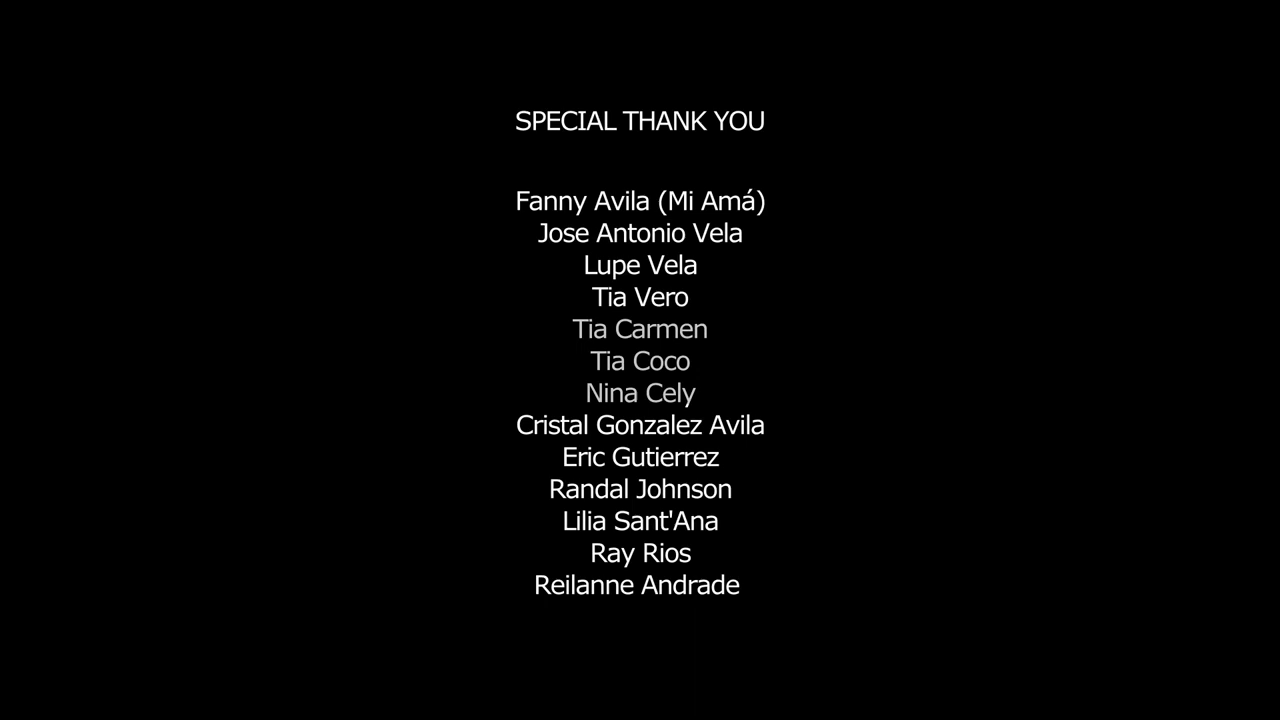 SPECIAL THANK YOU
Fanny Avila (Mi Amá)
Jose Antonio Vela
Lupe Vela
Tia Vero
Tia Carmen
Tia Coco
Nina Cely
Cristal Gonzalez Avila
Eric Gutierrez
Randal Johnson
Lilia Sant'Ana
Ray Rios
Reilanne Andrade